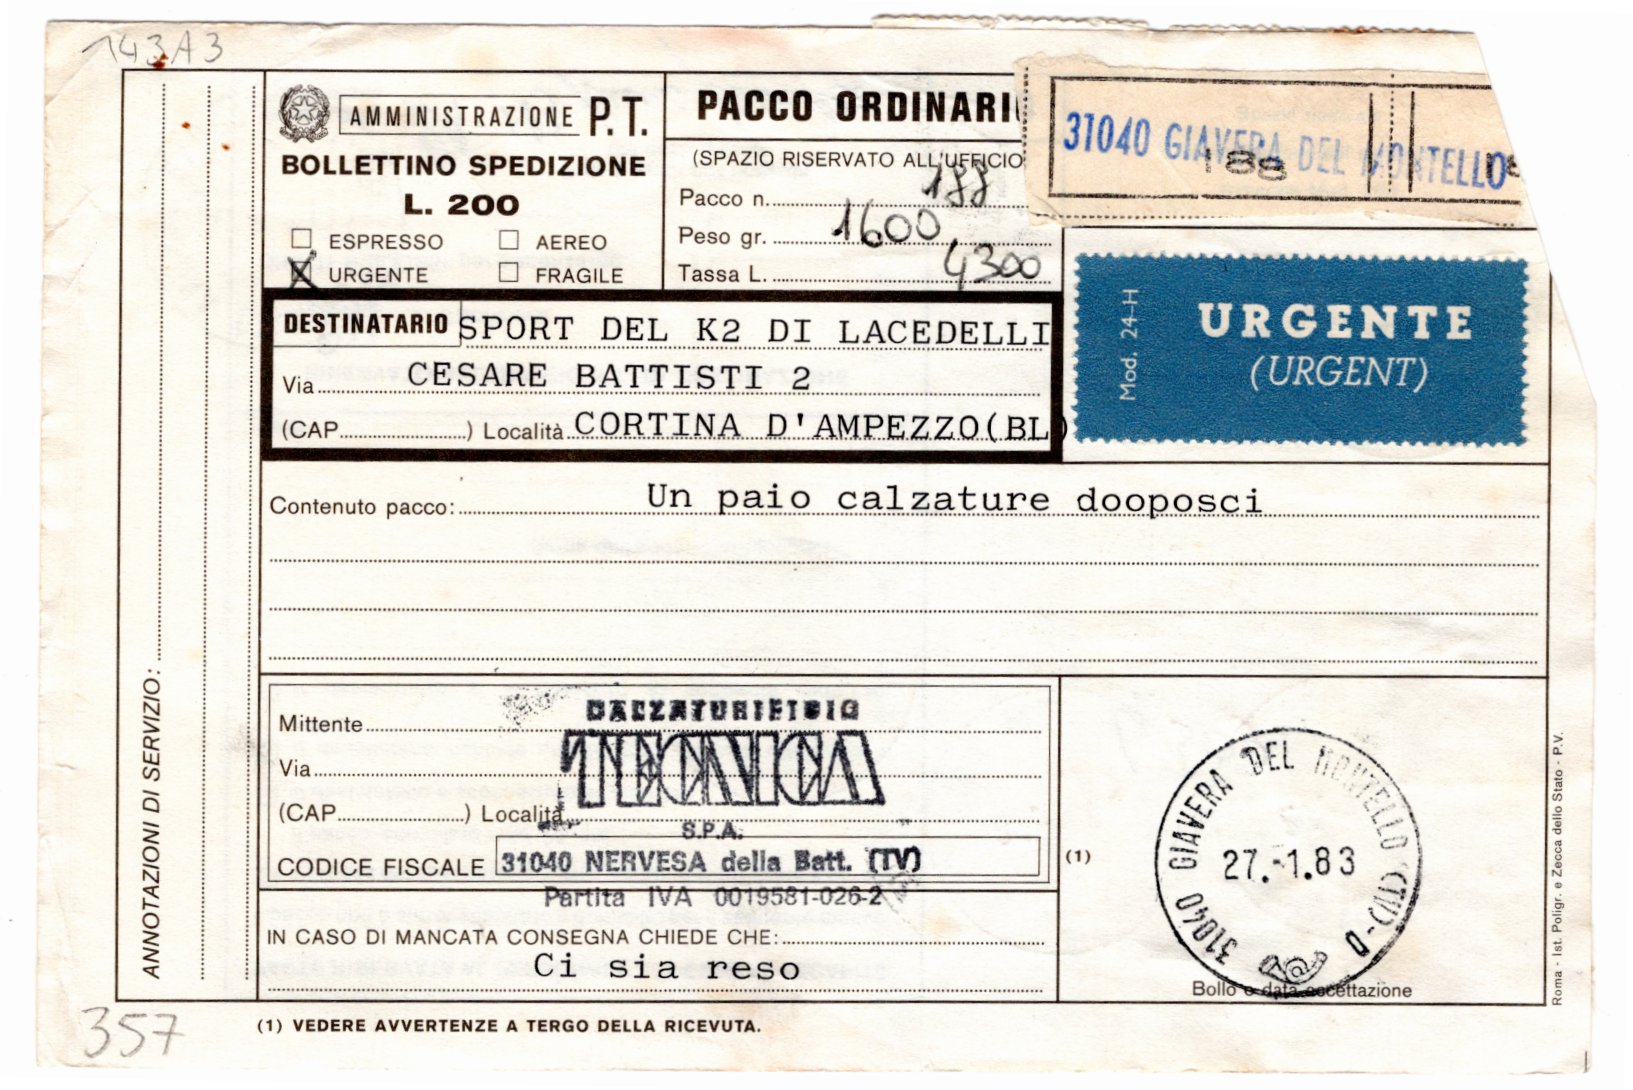 143A3
AMMINISTRAZIONE P.T.
BOLLETTINO SPEDIZIONE
L. 200
ESPRESSO AEREO
URGENTE FRAGILE
PACCO ORDINARI
(SPAZIO RISERVATO ALL'UFFICIO
Pacco n. 188
Peso gr. 1600
Tassa L. 4300
31040 GIAVERA DEL MONTELLO
188 18
Mod. 24-H
URGENTE
(URGENT)
DESTINATARIO SPORT DEL K2 DI LACEDELLI
Via CESARE BATTISTI 2
(CAP ) Località CORTINA D'AMPEZZO(BL)
Contenuto pacco: Un paio calzature dooposci
ANNOTAZIONI DI SERVIZIO:
Mittente
Via
(CAP ) Località
CODICE FISCALE
CALZATURIFICIO
TECNICA
S.P.A.
31040 NERVESA della Batt. (TV)
Partita IVA 0019581-026-2
IN CASO DI MANCATA CONSEGNA CHIEDE CHE:
Ci sia reso
(1)
31040 GIAVERA DEL MONTELLO (TV)-D
27.-1.83
Bollo e data accettazione
Roma - Ist. Poligr. e Zecca dello Stato - P.V.
357
(1) VEDERE AVVERTENZE A TERGO DELLA RICEVUTA.